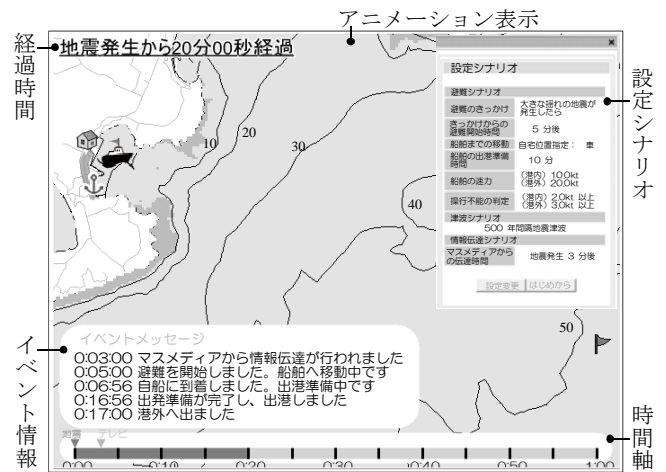 アニメーション表示
経過時間
地震発生から20分00秒経過
設定シナリオ
設定シナリオ
避難シナリオ
避難のきっかけ 大きな揺れの地震が発生したら
きっかけからの避難開始時間 5 分後
船舶までの移動 自宅位置指定: 車
船舶の出港準備時間 10 分
船舶の速力 (港内) 10.0kt (港外) 20.0kt
操行不能の判定 (港内) 2.0kt 以上 (港外) 3.0kt 以上
津波シナリオ
500 年間隔地震津波
情報伝達シナリオ
マスメディアからの伝達時間 地震発生 3 分後
設定変更 はじめから
10
20
30
40
50
イベント情報
イベントメッセージ
0:03:00 マスメディアから情報伝達が行われました
0:05:00 避難を開始しました。船舶へ移動中です
0:06:56 自船に到着しました。出港準備中です
0:16:56 出発準備が完了し、出港しました
0:17:00 港外へ出ました
地震 テレビ
0:00 0:10 0:20 0:30 0:40 0:50 1:00
時間軸